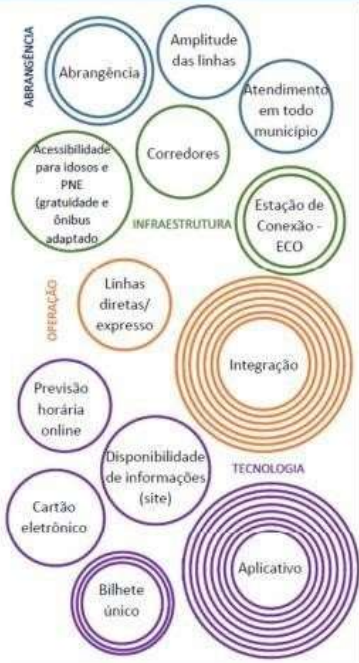 ABRANGÊNCIA
Abrangência
Amplitude
das linhas
Atendimento
em todo
município
Acessibilidade
para idosos e
PNE
(gratuidade e
ônibus
adaptado
Corredores
INFRAESTRUTURA
Estação de
Conexão -
ECO
OPERAÇÃO
Linhas
diretas/
expresso
Integração
Previsão
horária
online
Disponibilidade
de informações
(site)
TECNOLOGIA
Cartão
eletrônico
Aplicativo
Bilhete
único